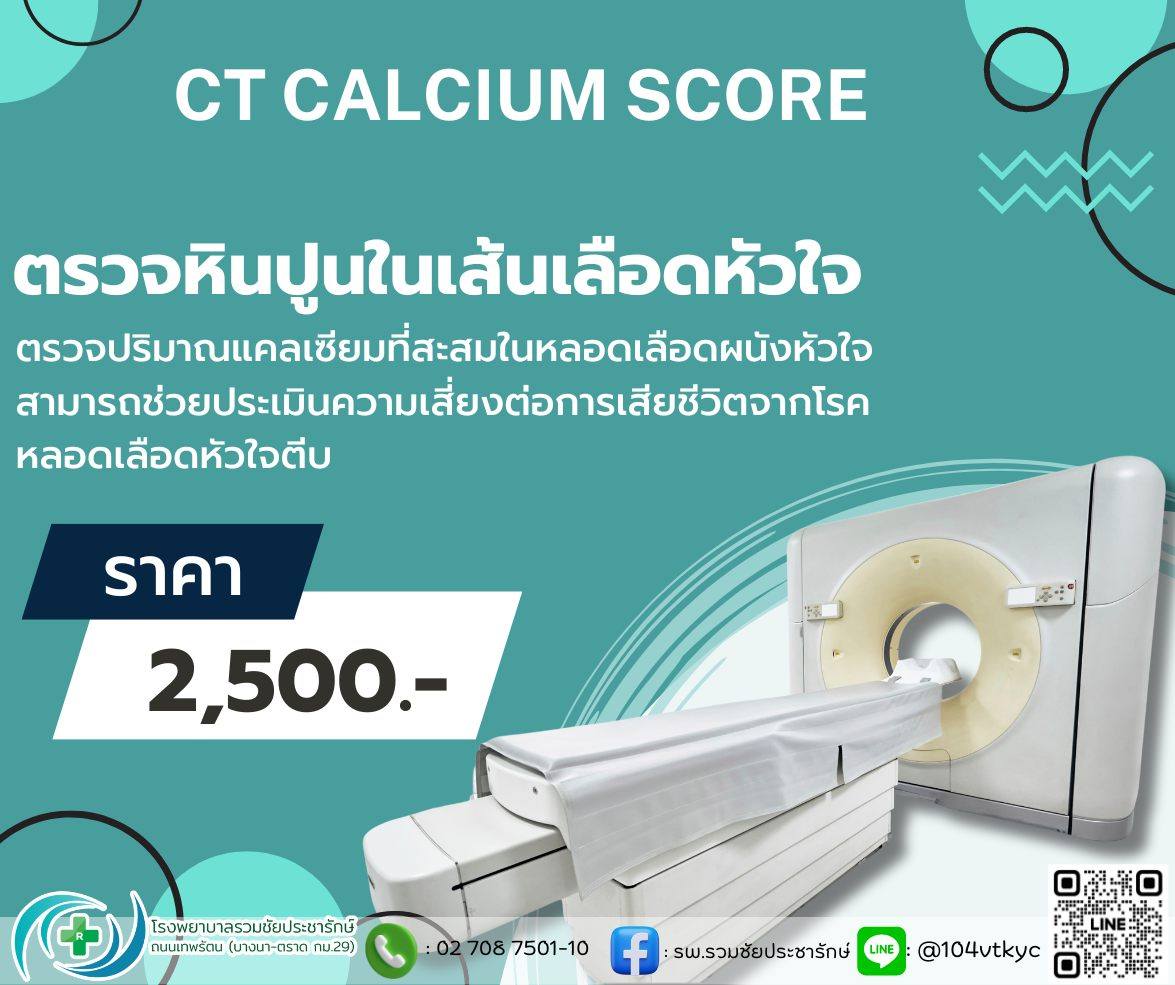 CT CALCIUM SCORE
ตรวจหินปูนในเส้นเลือดหัวใจ
ตรวจปริมาณแคลเซียมที่สะสมในหลอดเลือดผนังหัวใจ
สามารถช่วยประเมินความเสี่ยงต่อการเสียชีวิตจากโรค
หลอดเลือดหัวใจตีบ
ราคา
2,500.-
R
โรงพยาบาลรวมชัยประชารักษ์
ถนนเทพรัตน (บางนา-ตราด กม.29)
: 02 708 7501-10
: รพ.รวมชัยประชารักษ์
LINE
: @104vtkyc
LINE